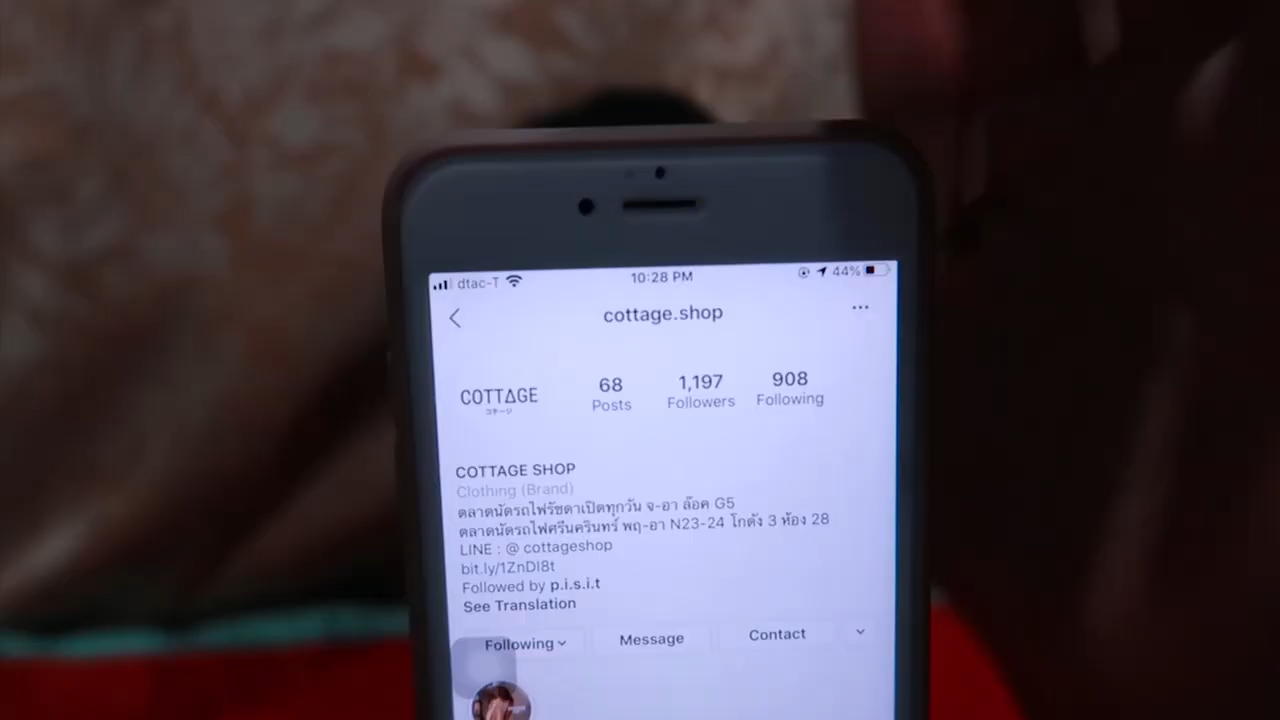 dtac-T 10:28 PM 44%
cottage.shop
COTTΔGE
コテージ
68 1,197 908
Posts Followers Following
COTTAGE SHOP
Clothing (Brand)
ตลาดนัดรถไฟรัชดาเปิดทุกวัน จ-อา ล๊อค G5
ตลาดนัดรถไฟศรีนครินทร์ พฤ-อา N23-24 โกดัง 3 ห้อง 28
LINE : @ cottageshop
bit.ly/1ZnDI8t
Followed by p.i.s.i.t
See Translation
Following Message Contact